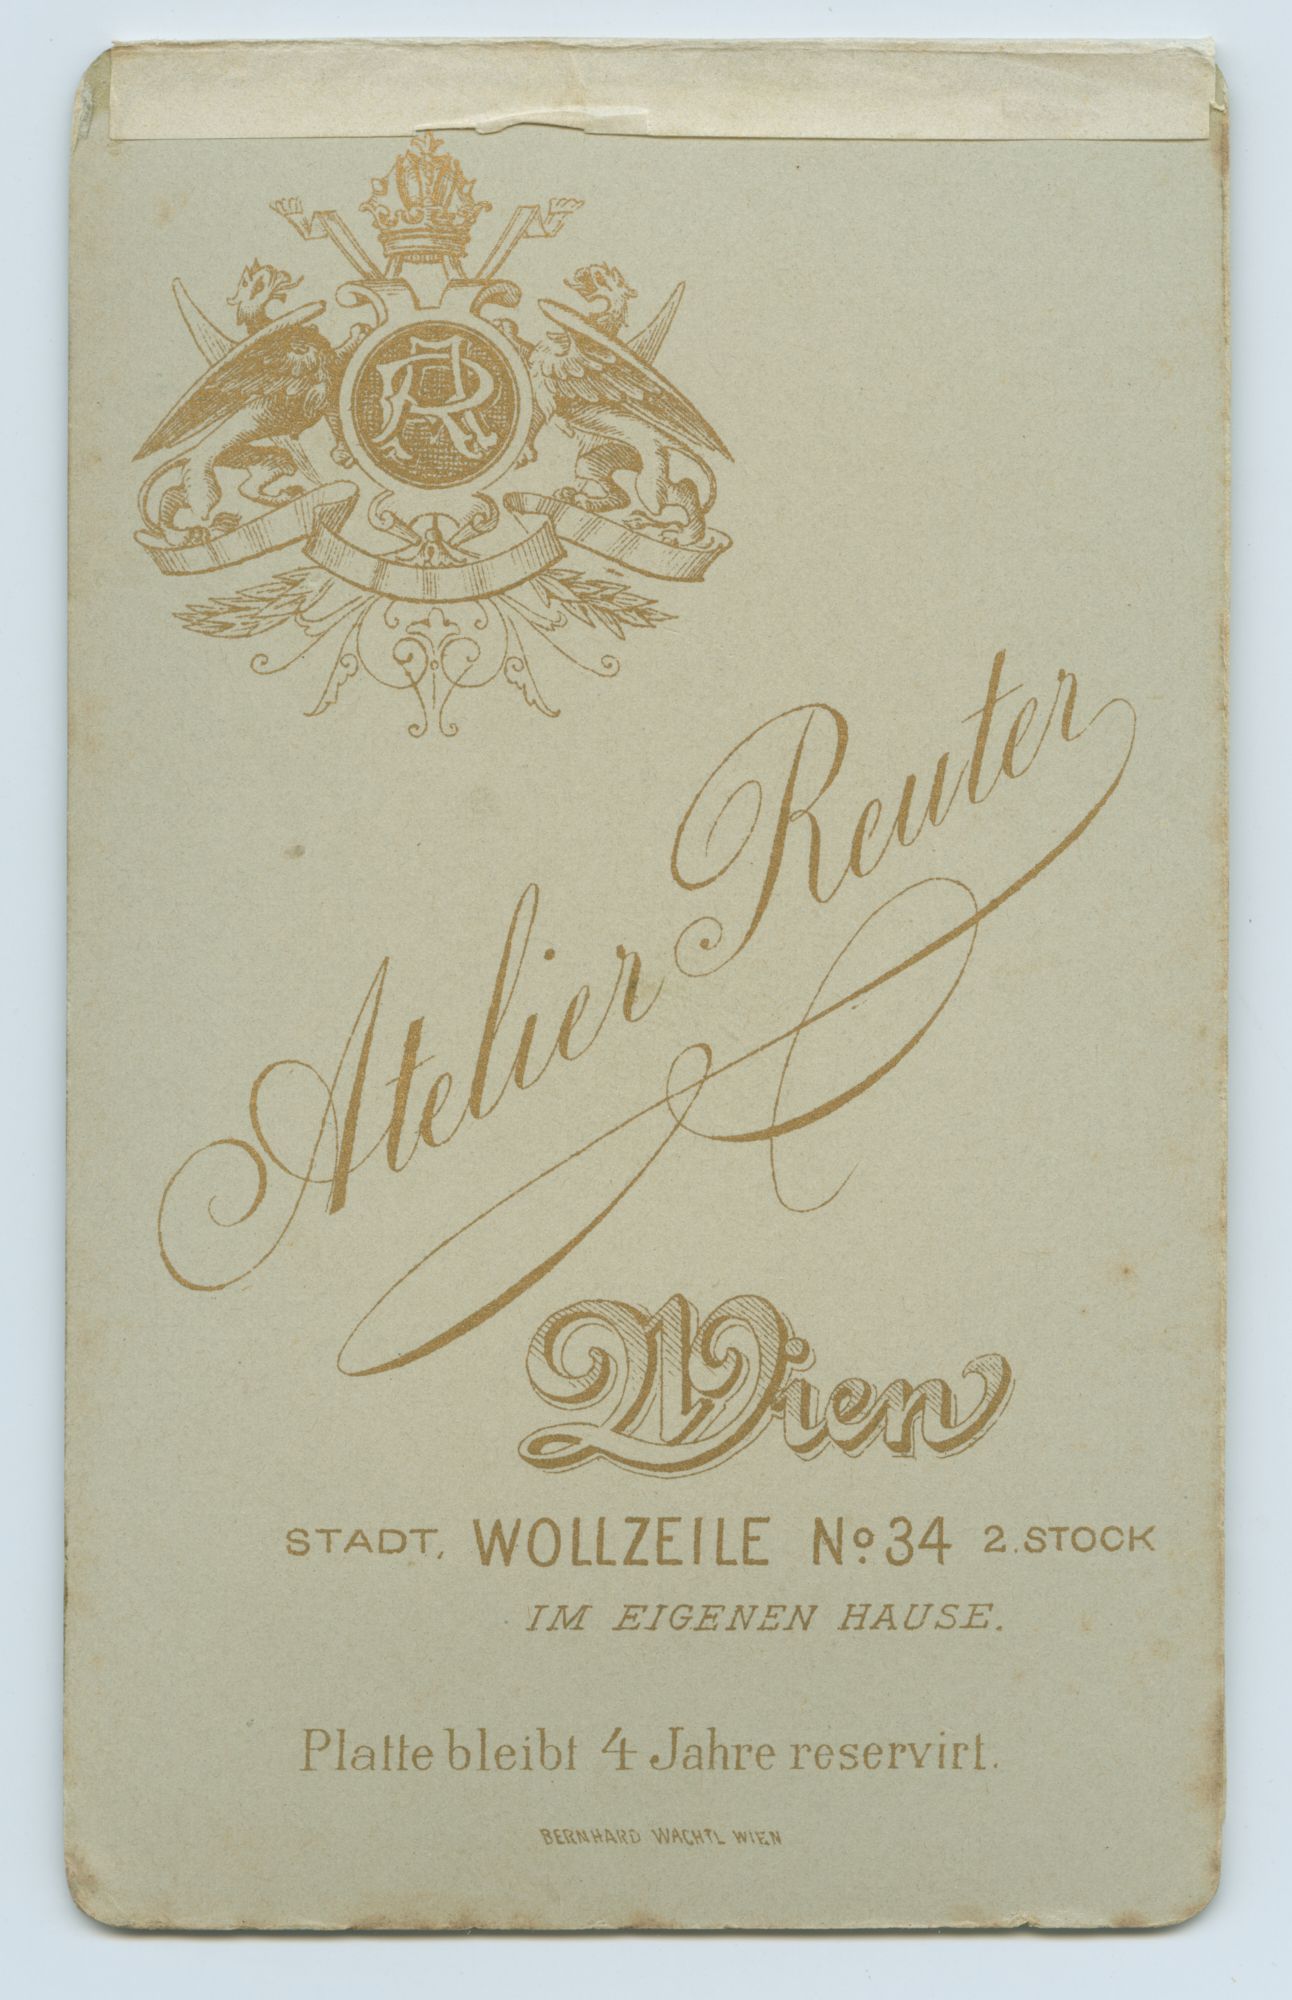 AR
Atelier Reuter
Wien
STADT, WOLLZEILE No 34 2. STOCK
IM EIGENEN HAUSE.
Platte bleibt 4 Jahre reservirt.
BERNHARD WACHTL WIEN